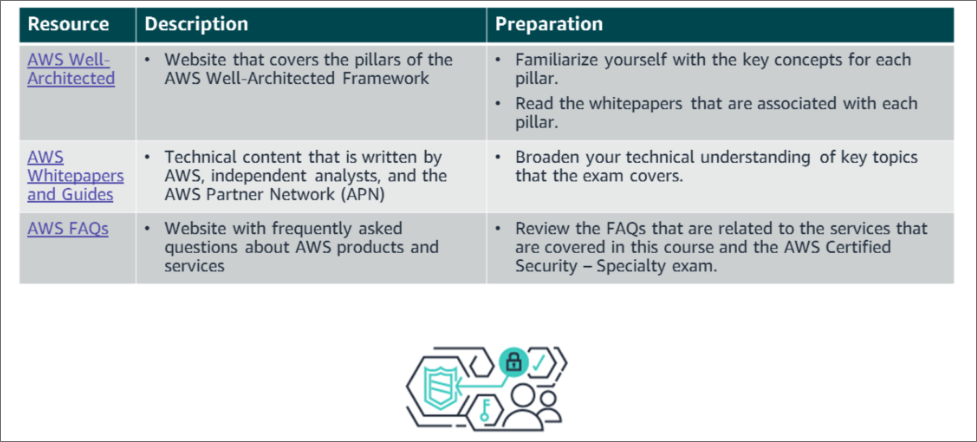 Resource Description Preparation
AWS Well-
Architected
• Website that covers the pillars of the
AWS Well-Architected Framework
• Familiarize yourself with the key concepts for each
pillar.
• Read the whitepapers that are associated with each
pillar.
AWS
Whitepapers
and Guides
• Technical content that is written by
AWS, independent analysts, and the
AWS Partner Network (APN)
• Broaden your technical understanding of key topics
that the exam covers.
AWS FAQs
• Website with frequently asked
questions about AWS products and
services
• Review the FAQs that are related to the services that
are covered in this course and the AWS Certified
Security – Specialty exam.